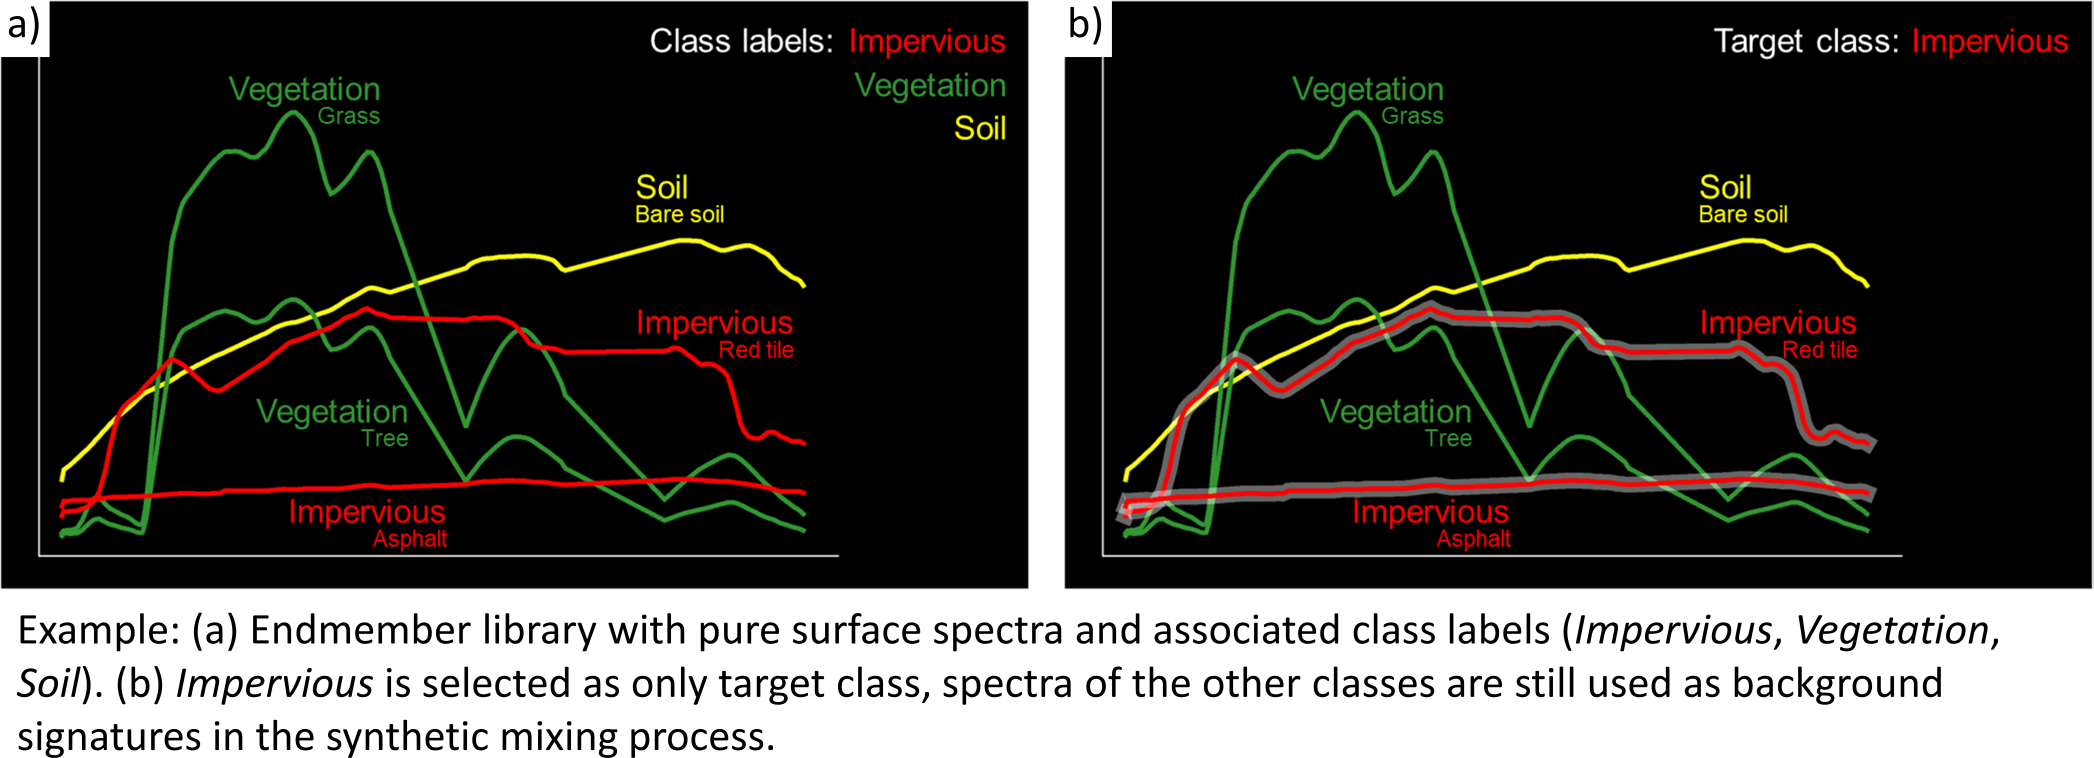 a)
Class labels: Impervious
Vegetation
Soil
Vegetation
Grass
Soil
Bare soil
Impervious
Red tile
Vegetation
Tree
Impervious
Asphalt
b)
Target class: Impervious
Vegetation
Grass
Soil
Bare soil
Impervious
Red tile
Vegetation
Tree
Impervious
Asphalt
Example: (a) Endmember library with pure surface spectra and associated class labels (Impervious, Vegetation,
Soil). (b) Impervious is selected as only target class, spectra of the other classes are still used as background
signatures in the synthetic mixing process.